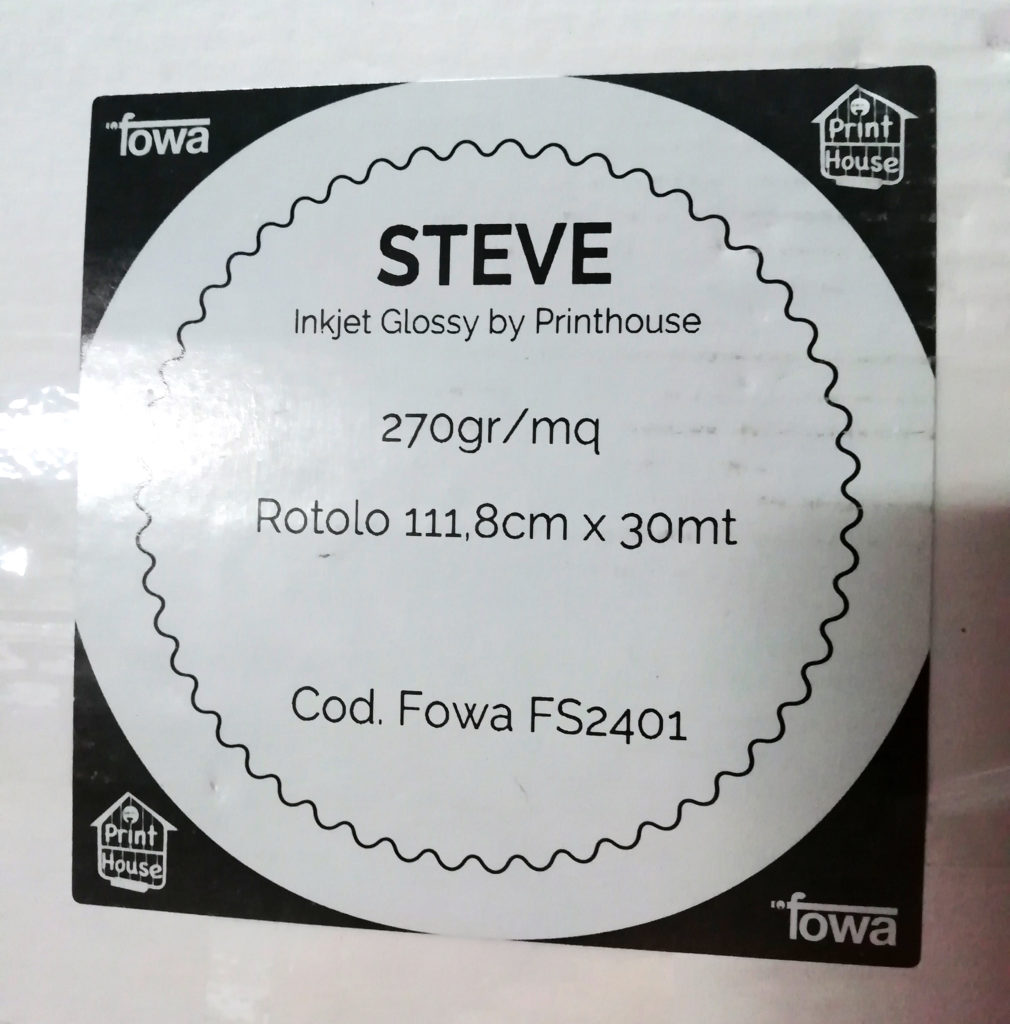 fowa
Print
House
STEVE
Inkjet Glossy by Printhouse
270gr/mq
Rotolo 111,8cm x 30mt
Cod. Fowa FS2401
Print
House
fowa